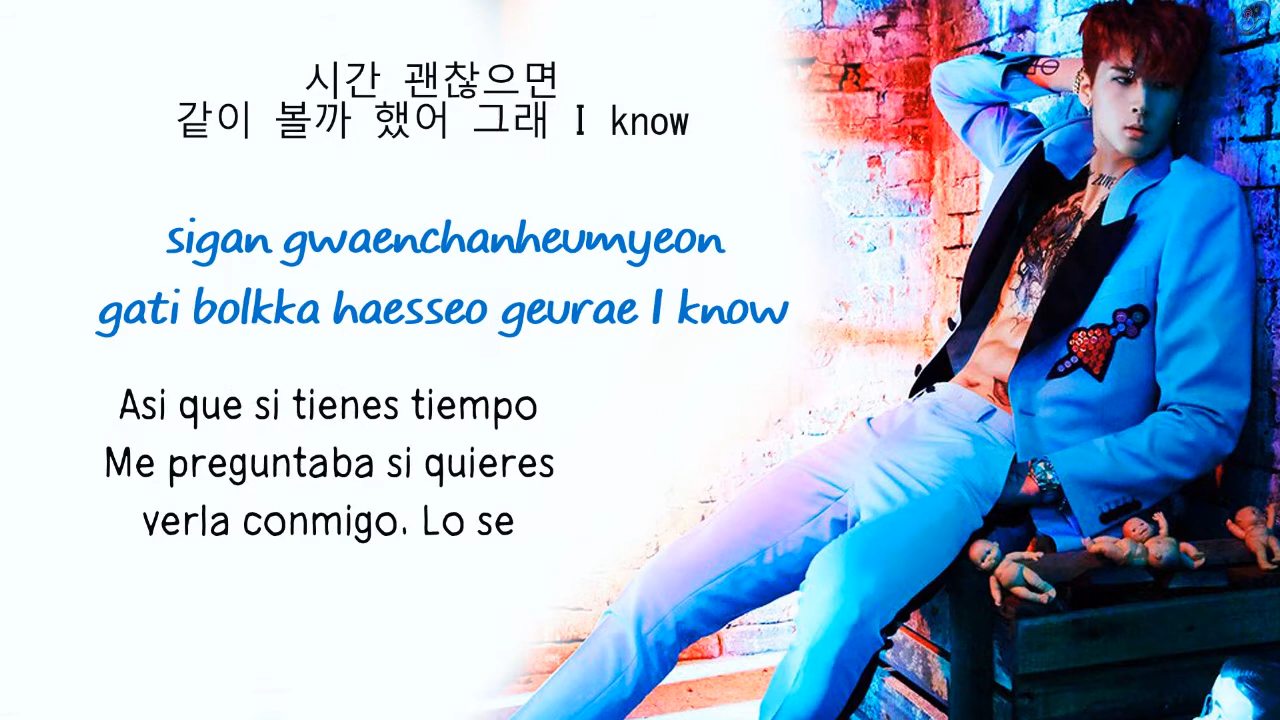 시간 괜찮으면
같이 볼까 했어 그래 I know
sigan gwaenchanheumyeon
gati bolkka haesseo geurae I know
Asi que si tienes tiempo
Me preguntaba si quieres
verla conmigo. Lo se